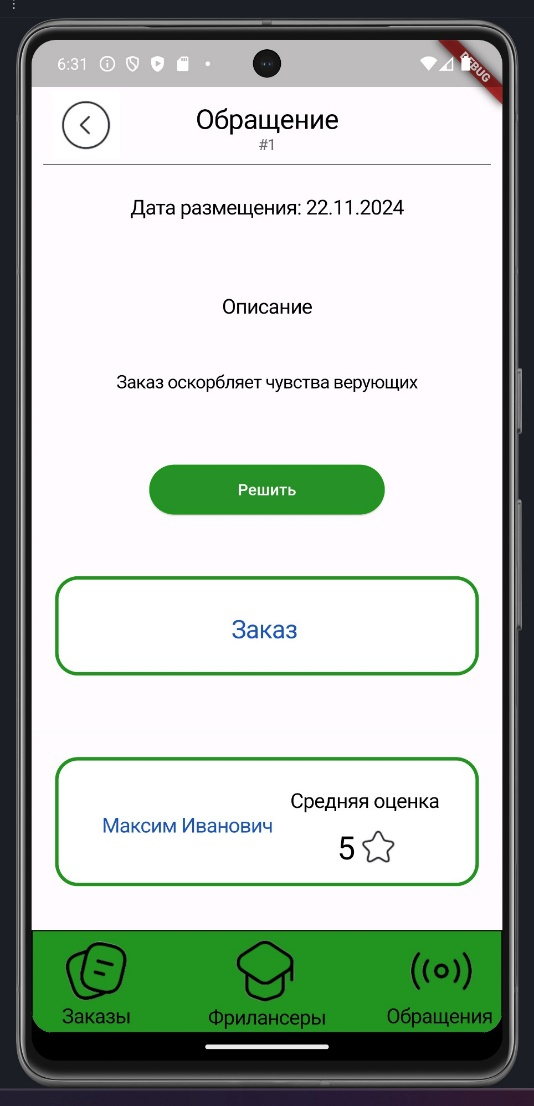 6:31
DEBUG
Обращение
#1
Дата размещения: 22.11.2024
Описание
Заказ оскорбляет чувства верующих
Решить
Заказ
Средняя оценка
Максим Иванович
5
Заказы
Фрилансеры
Обращения